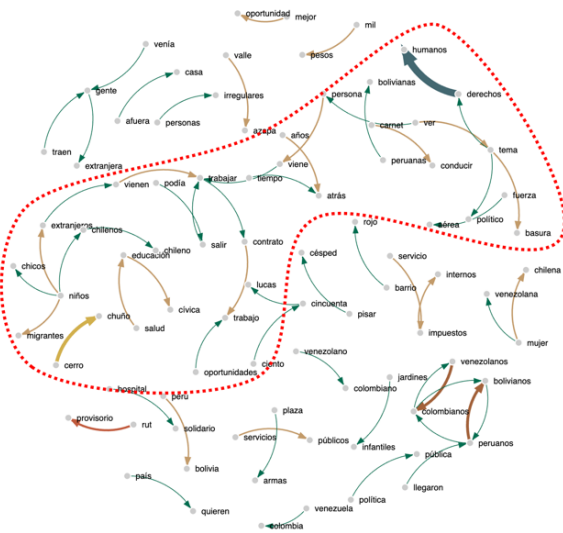 oportunidad
mejor
mil
humanos
venía
valle
pesos
casa
bolivianas
gente
irregulares
persona
derechos
afuera
personas
azapa
años
carnet
ver
traen
extranjera
viene
peruanas
conducir
tema
vienen
podía
trabajar
tiempo
atrás
fuerza
extranjeros
chilenos
rojo
aérea
político
basura
educación
chileno
salir
contrato
césped
servicio
chicos
internos
chilena
niños
lucas
barrio
venezolana
chuño
civica
trabajo
cincuenta
pisar
migrantes
salud
impuestos
mujer
cerro
oportunidades
ciento
venezolano
venezolanos
hospital
perú
colombiano
jardines
bolivianos
provisorio
rut
solidario
plaza
colombianos
servicios
públicos
infantiles
peruanos
bolivia
pública
país
armas
llegaron
quieren
venezuela
política
colombia